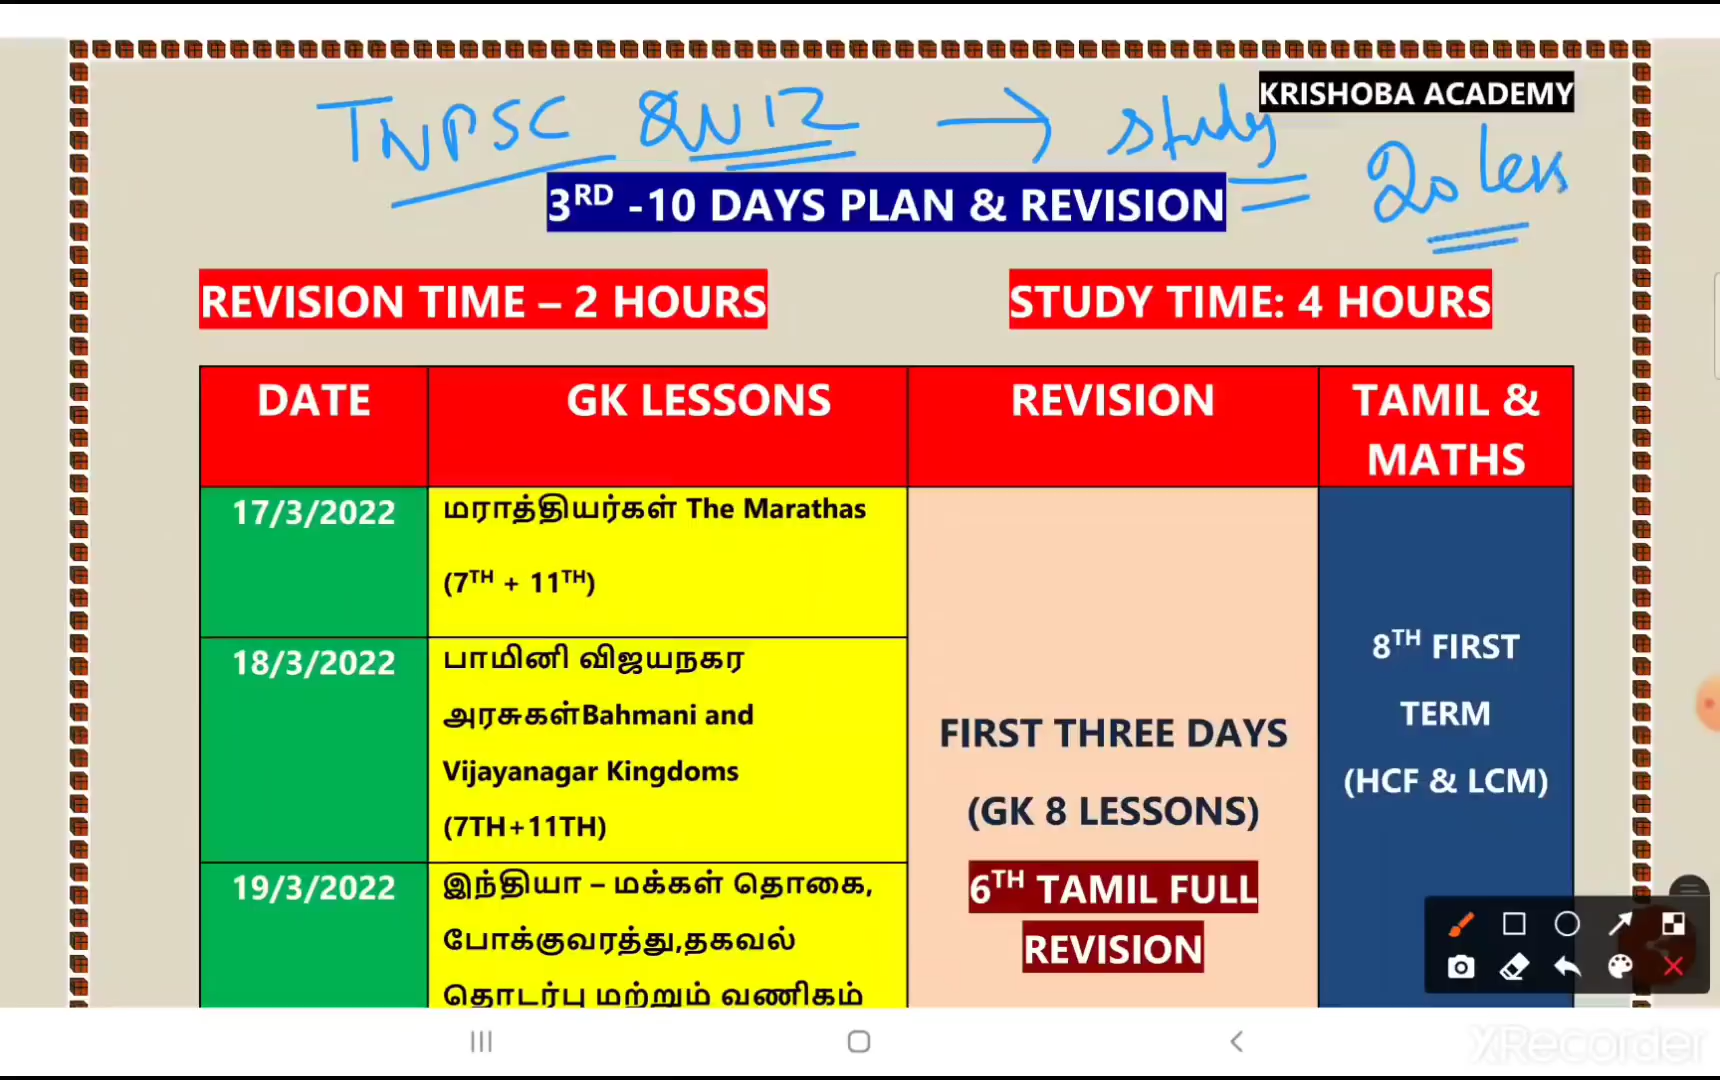 KRISHOBA ACADEMY
TNPSC QUIZ → study
20 less
3RD -10 DAYS PLAN & REVISION
REVISION TIME – 2 HOURS
STUDY TIME: 4 HOURS
DATE
GK LESSONS
REVISION
TAMIL &
MATHS
17/3/2022
மராத்தியர்கள் The Marathas
(7TH + 11TH)
18/3/2022
பாமினி விஜயநகர
அரசுகள்Bahmani and
Vijayanagar Kingdoms
(7TH+11TH)
19/3/2022
இந்தியா – மக்கள் தொகை,
போக்குவரத்து,தகவல்
தொடர்பு மற்றும் வணிகம்
FIRST THREE DAYS
(GK 8 LESSONS)
6TH TAMIL FULL
REVISION
8TH FIRST
TERM
(HCF & LCM)
XRecorder